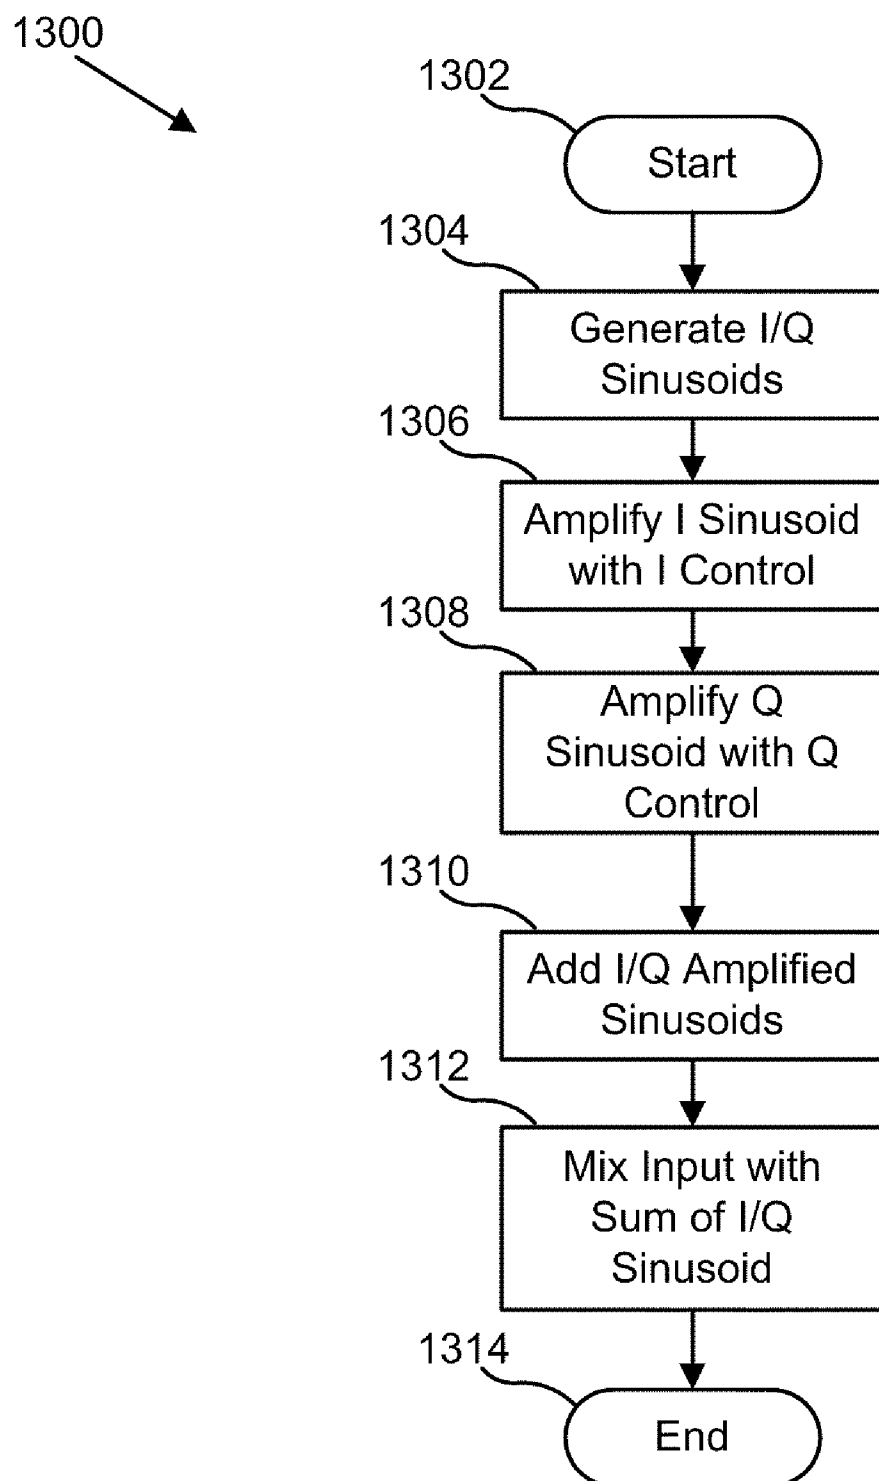 1300
1302
Start
1304
Generate I/Q
Sinusoids
1306
Amplify I Sinusoid
with I Control
1308
Amplify Q
Sinusoid with Q
Control
1310
Add I/Q Amplified
Sinusoids
1312
Mix Input with
Sum of I/Q
Sinusoid
1314
End